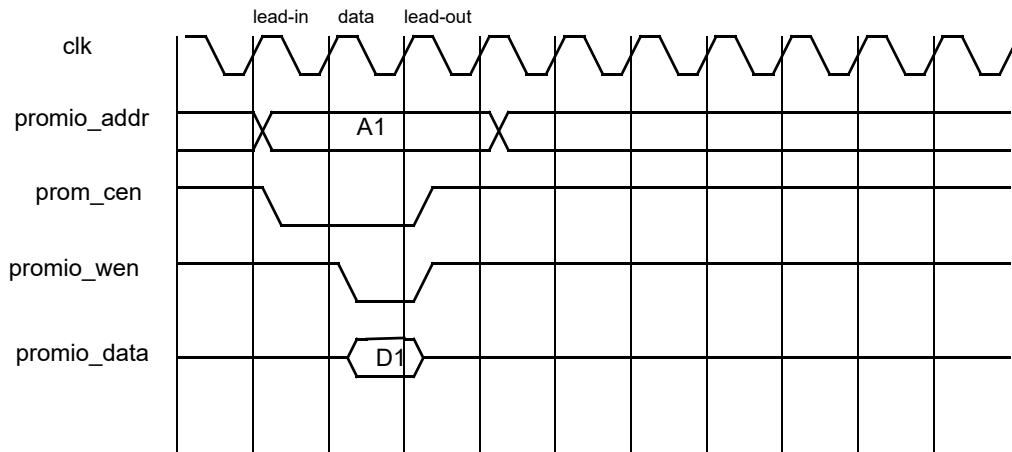 lead-in data lead-out
clk
promio_addr
A1
prom_cen
promio_wen
promio_data
D1